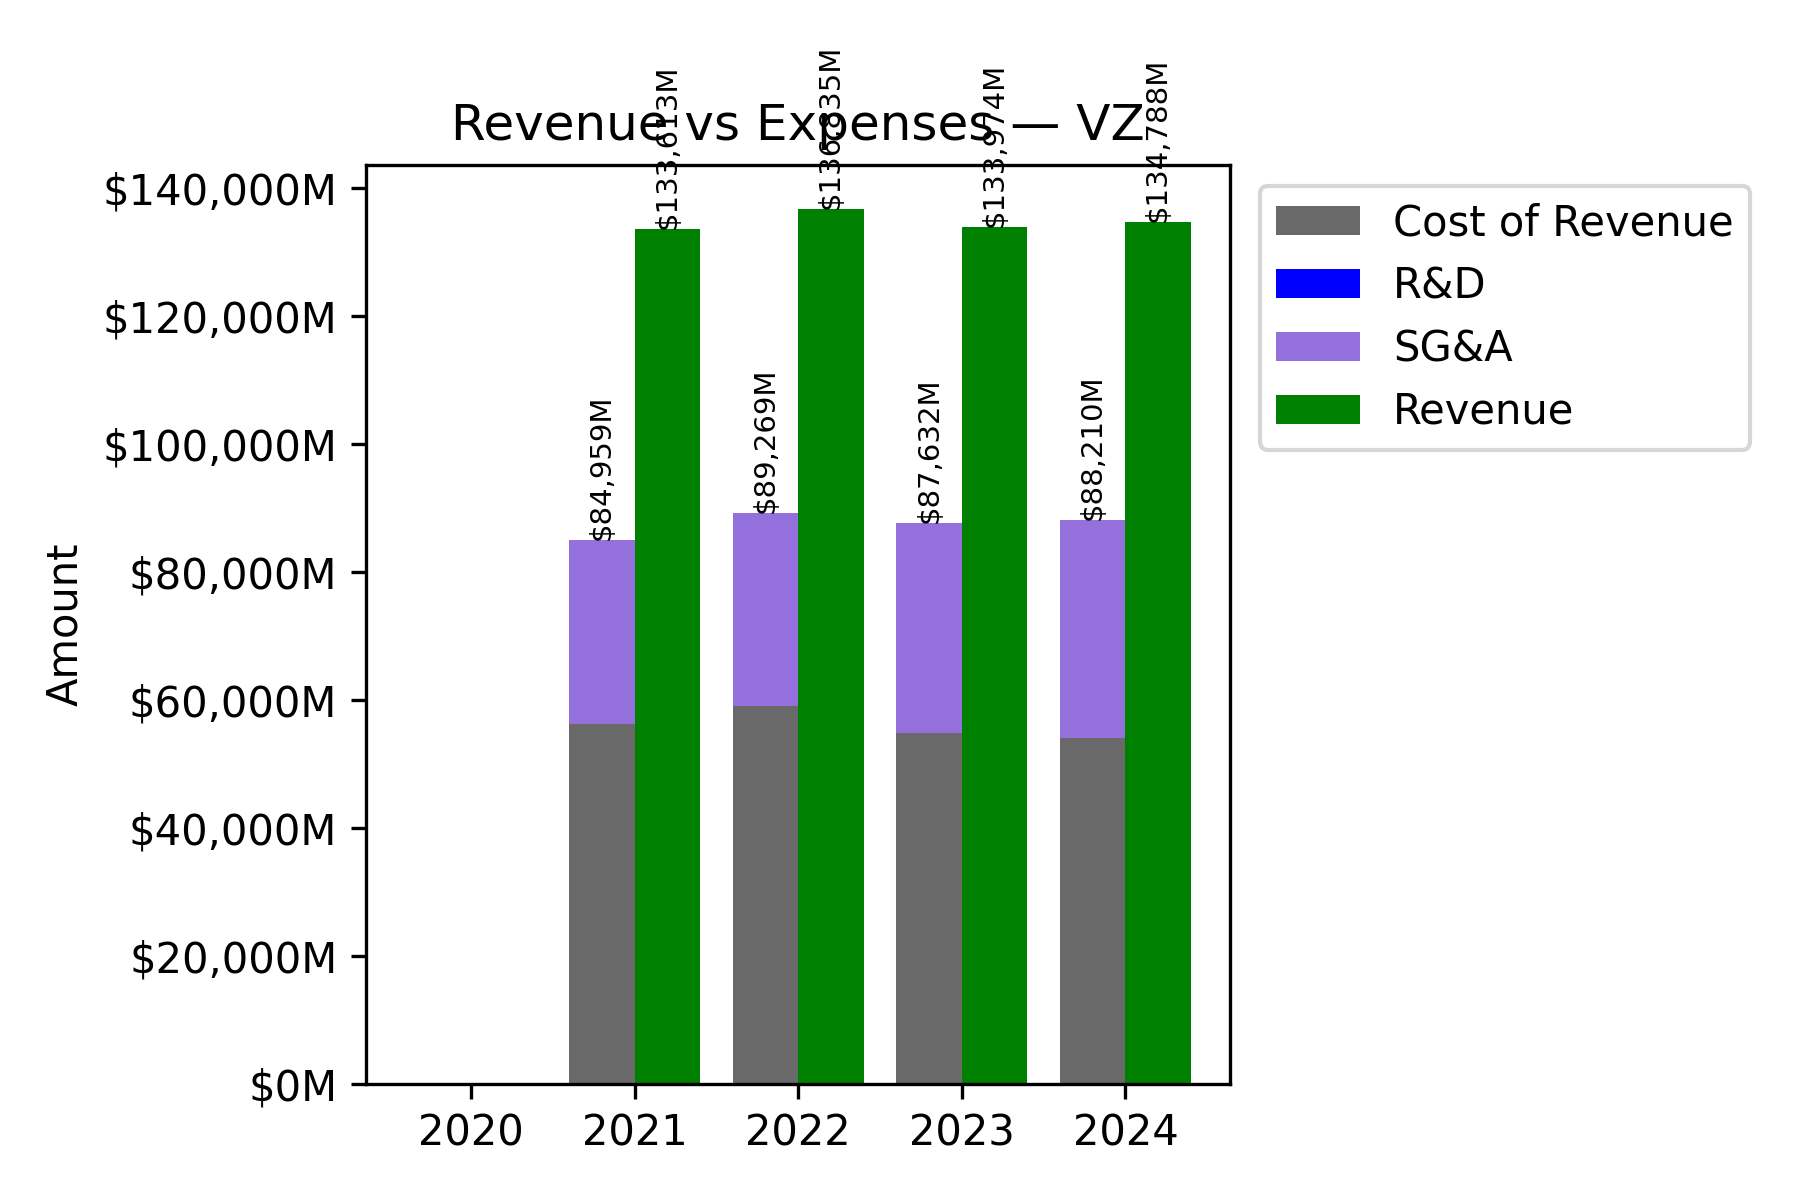 Revenue vs Expenses — VZ
$133,613M
$136,835M
$133,974M
$134,788M
$84,959M
$89,269M
$87,632M
$88,210M
Amount
$140,000M
$120,000M
$100,000M
$80,000M
$60,000M
$40,000M
$20,000M
$0M
2020
2021
2022
2023
2024
Cost of Revenue
R&D
SG&A
Revenue